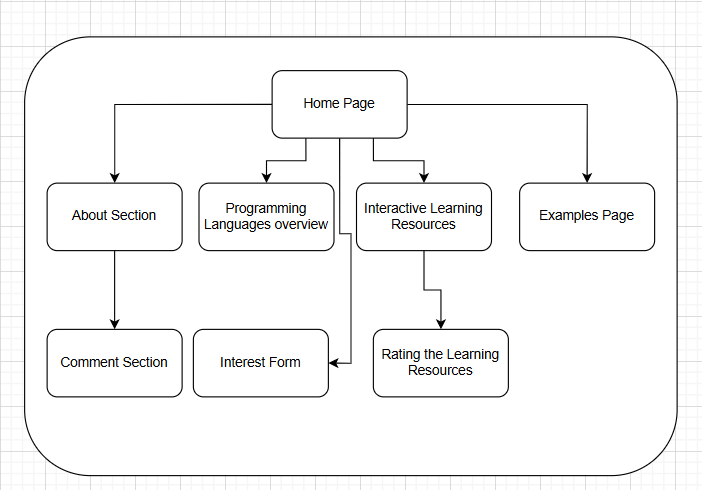 Home Page
About Section
Programming
Languages overview
Interactive Learning
Resources
Examples Page
Comment Section
Interest Form
Rating the Learning
Resources